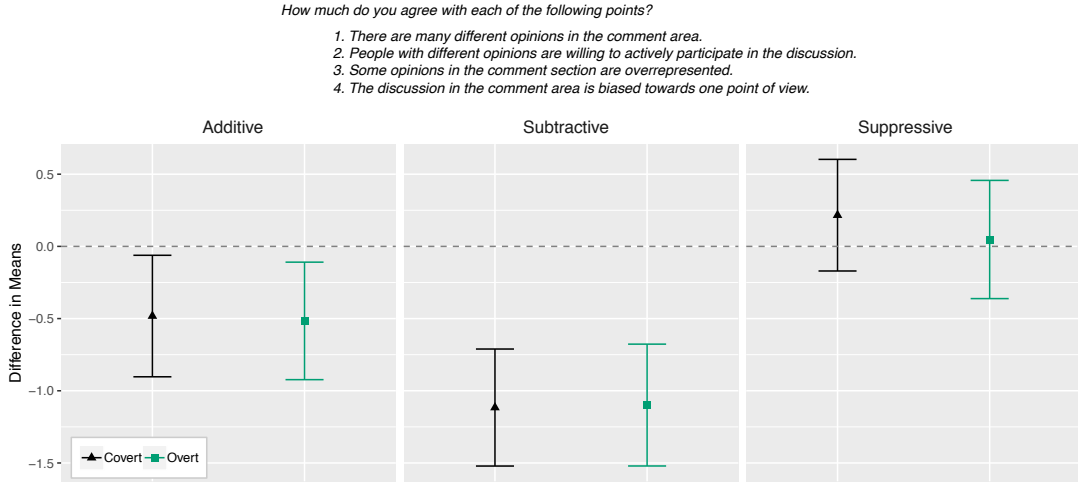 How much do you agree with each of the following points?
1. There are many different opinions in the comment area.
2. People with different opinions are willing to actively participate in the discussion.
3. Some opinions in the comment section are overrepresented.
4. The discussion in the comment area is biased towards one point of view.
Additive Subtractive Suppressive
Difference in Means
0.5
0.0
−0.5
−1.0
−1.5
Covert Overt